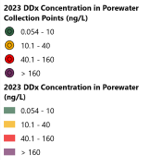 2023 DDx Concentration in Porewater
Collection Points (ng/L)
0.054 - 10
10.1 - 40
40.1 - 160
> 160
2023 DDx Concentration in Porewater
(ng/L)
0.054 - 10
10.1 - 40
40.1 - 160
> 160